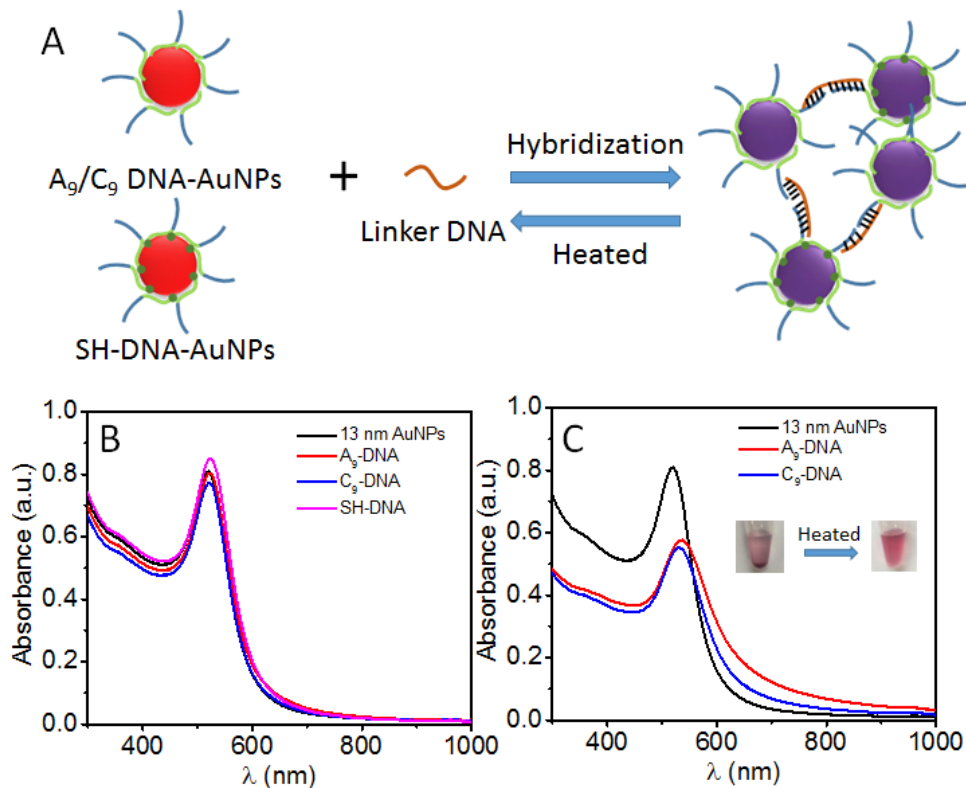 A
A₉/C₉ DNA-AuNPs
+
Linker DNA
Hybridization
Heated
SH-DNA-AuNPs
B
13 nm AuNPs
A₉-DNA
C₉-DNA
SH-DNA
Absorbance (a.u.)
1.0
0.8
0.6
0.4
0.2
0.0
400 600 800 1000
λ (nm)
C
13 nm AuNPs
A₉-DNA
C₉-DNA
Heated
Absorbance (a.u.)
1.0
0.8
0.6
0.4
0.2
0.0
400 600 800 1000
λ (nm)